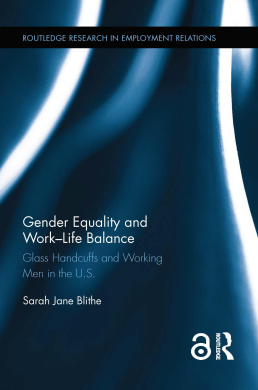 ROUTLEDGE RESEARCH IN EMPLOYMENT RELATIONS
Gender Equality and
Work–Life Balance
Glass Handcuffs and Working
Men in the U.S.
Sarah Jane Blithe
R
ROUTLEDGE